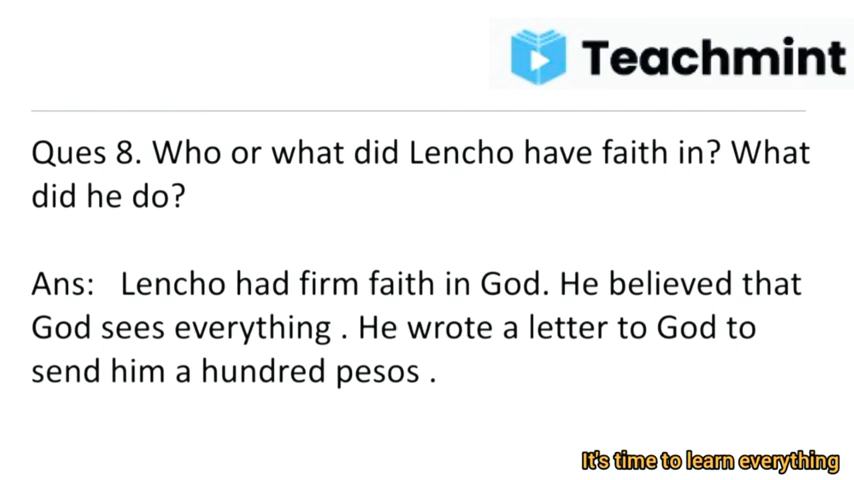 Teachmint
Ques 8. Who or what did Lencho have faith in? What
did he do?
Ans: Lencho had firm faith in God. He believed that
God sees everything . He wrote a letter to God to
send him a hundred pesos .
It's time to learn everything